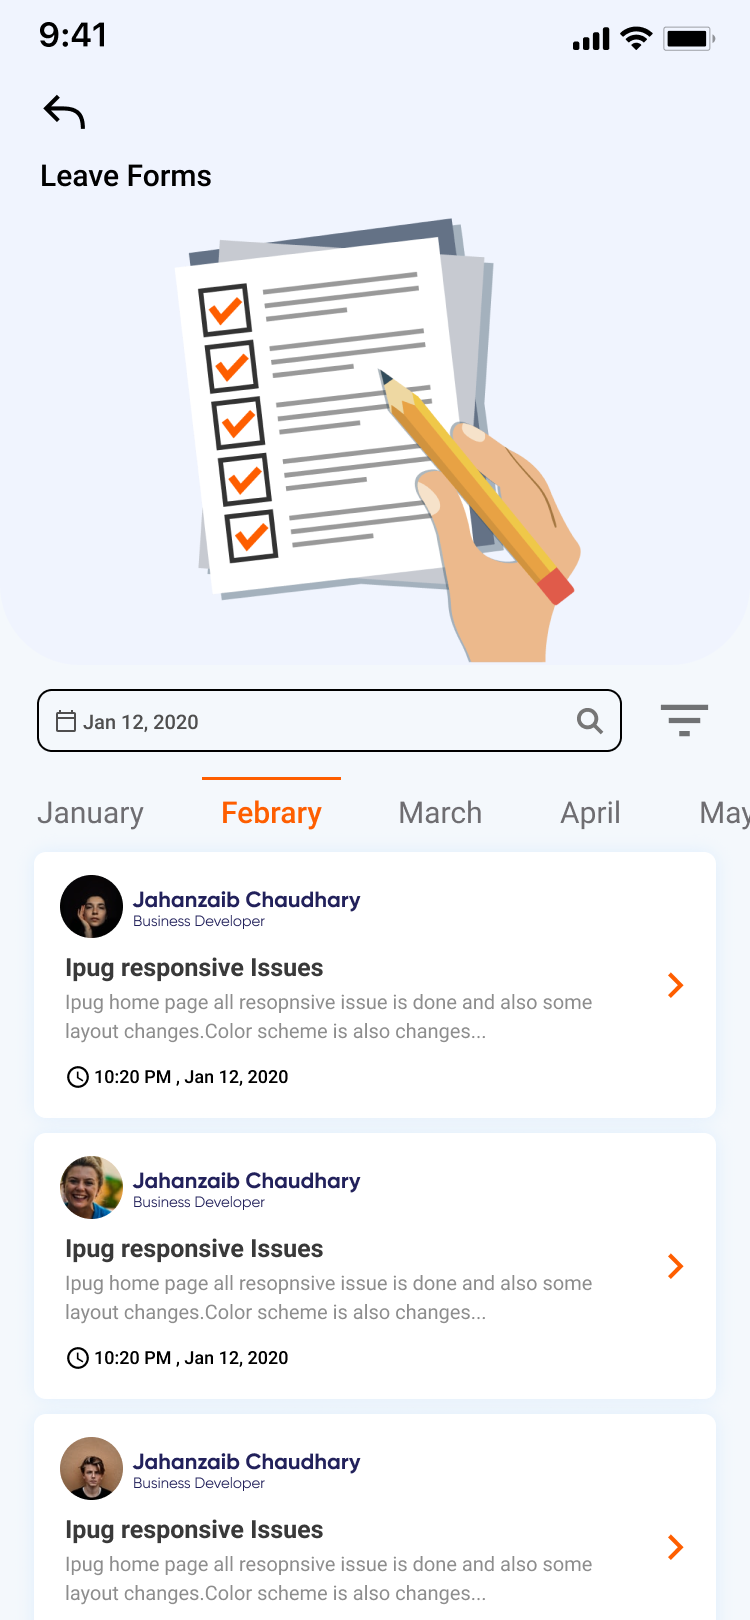 9:41
Leave Forms
Jan 12, 2020
January Febrary March April May
Jahanzaib Chaudhary
Business Developer
Ipug responsive Issues
Ipug home page all resopnsive issue is done and also some
layout changes.Color scheme is also changes...
10:20 PM , Jan 12, 2020
Jahanzaib Chaudhary
Business Developer
Ipug responsive Issues
Ipug home page all resopnsive issue is done and also some
layout changes.Color scheme is also changes...
10:20 PM , Jan 12, 2020
Jahanzaib Chaudhary
Business Developer
Ipug responsive Issues
Ipug home page all resopnsive issue is done and also some
layout changes.Color scheme is also changes...